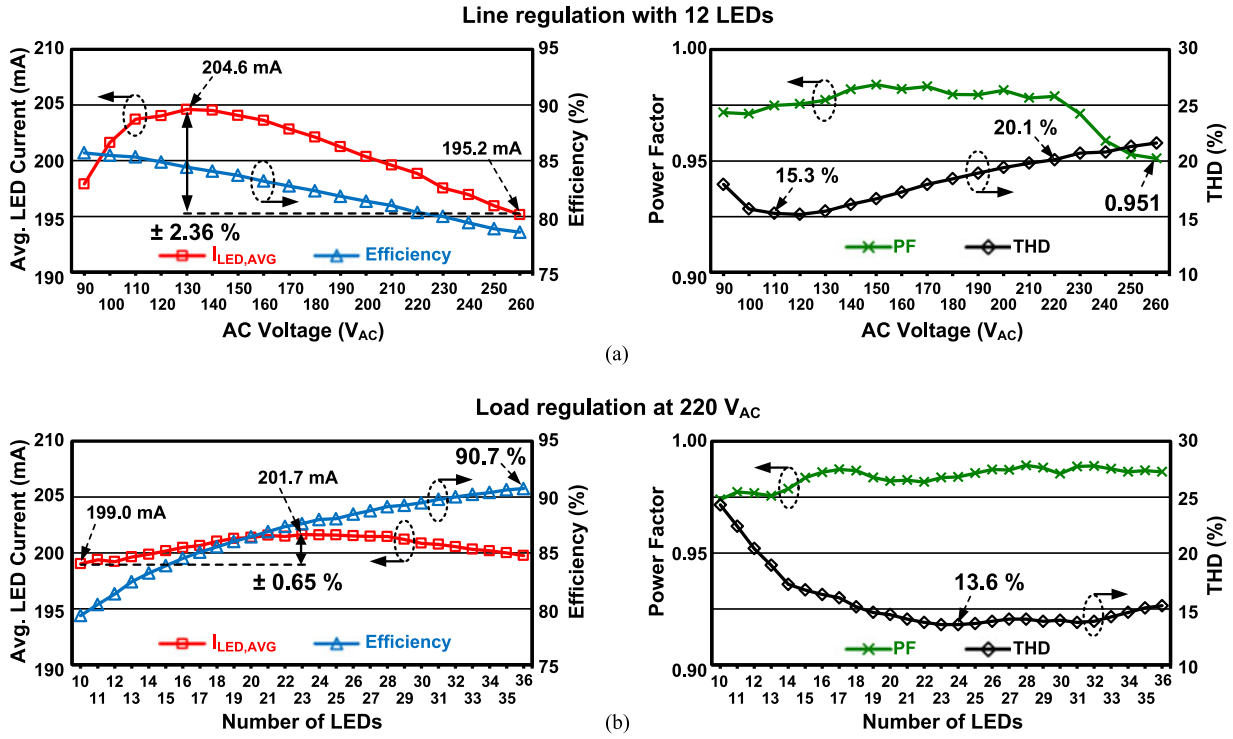 Line regulation with 12 LEDs
Avg. LED Current (mA)
210
205
200
195
190
204.6 mA
195.2 mA
± 2.36 %
I_LED,AVG
Efficiency
95
90
85
80
75
Efficiency (%)
90 110 130 150 170 190 210 230 250
100 120 140 160 180 200 220 240 260
AC Voltage (V_AC)
Power Factor
1.00
0.95
0.90
15.3 %
20.1 %
0.951
PF
THD
30
25
20
15
10
THD (%)
90 110 130 150 170 190 210 230 250
100 120 140 160 180 200 220 240 260
AC Voltage (V_AC)
(a)
Load regulation at 220 V_AC
Avg. LED Current (mA)
210
205
200
195
190
199.0 mA
201.7 mA
90.7 %
± 0.65 %
I_LED,AVG
Efficiency
95
90
85
80
75
Efficiency (%)
10 12 14 16 18 20 22 24 26 28 30 32 34 36
11 13 15 17 19 21 23 25 27 29 31 33 35
Number of LEDs
Power Factor
1.00
0.95
0.90
13.6 %
PF
THD
30
25
20
15
10
THD (%)
10 12 14 16 18 20 22 24 26 28 30 32 34 36
11 13 15 17 19 21 23 25 27 29 31 33 35
Number of LEDs
(b)